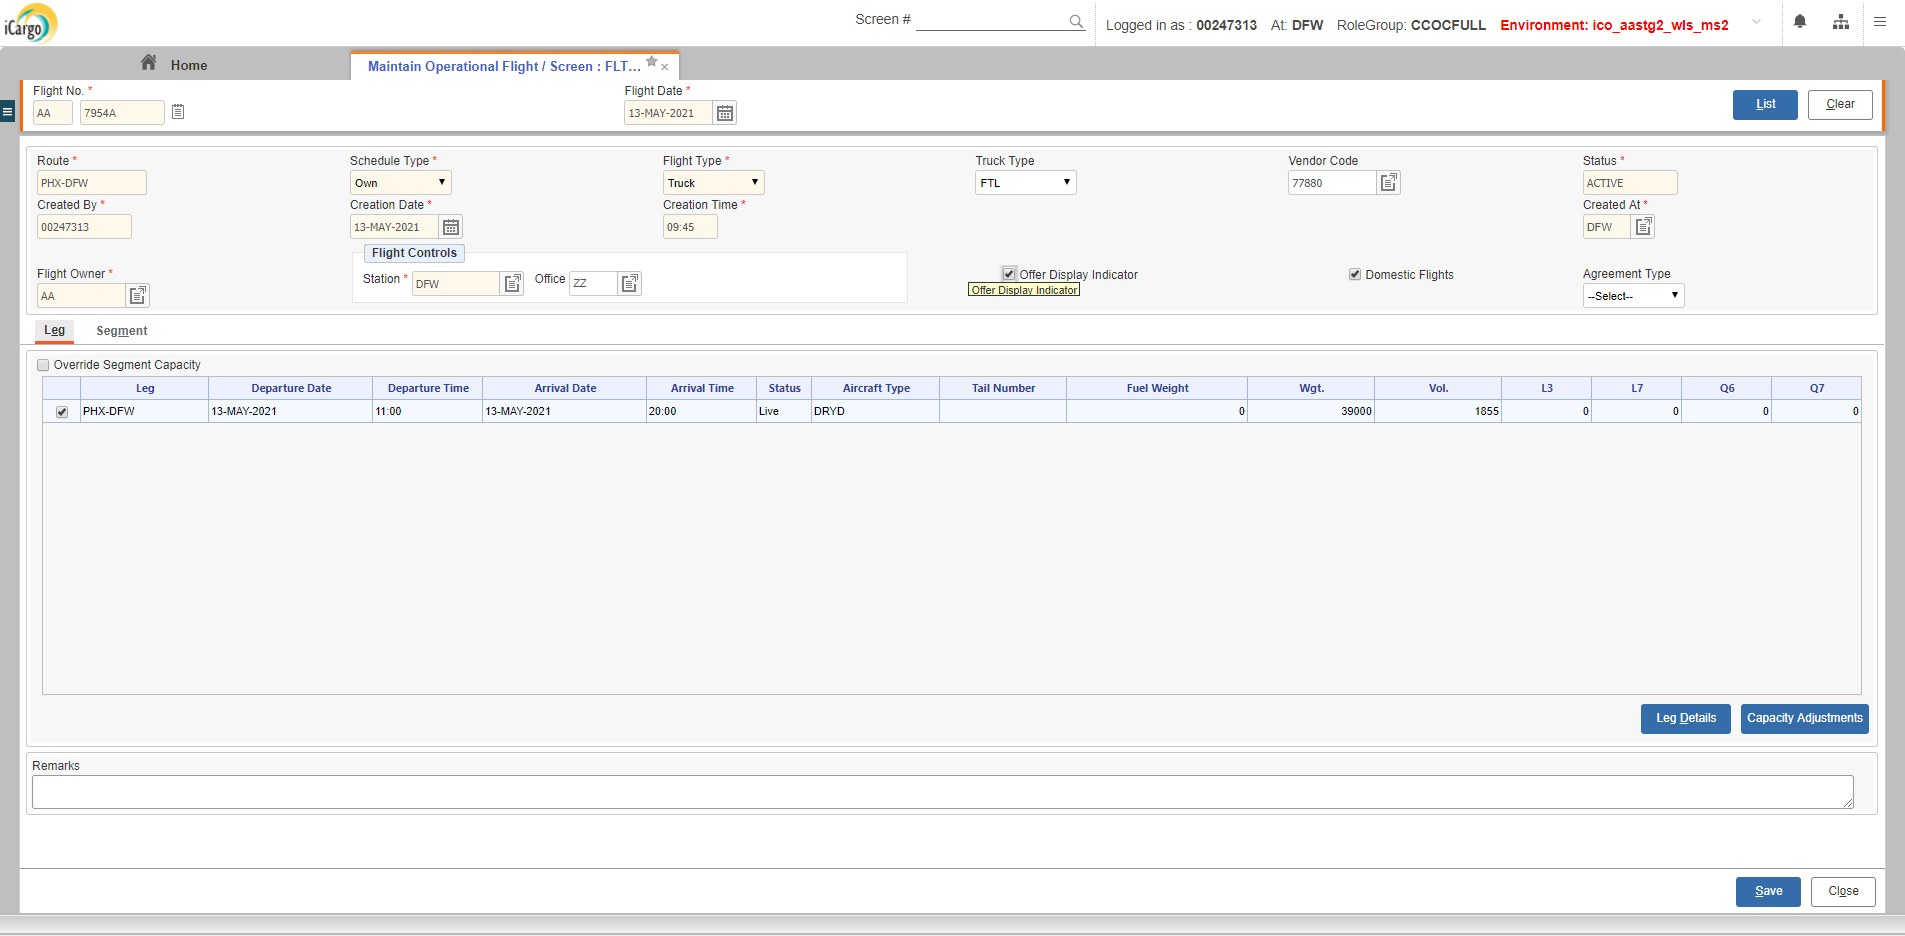 iCargo
Screen #
Logged in as : 00247313 At: DFW RoleGroup: CCOCFULL Environment: ico_aastg2_wls_ms2
Home
Maintain Operational Flight / Screen : FLT... ×
Flight No. * Flight Date *
AA 7954A 13-MAY-2021 List Clear
Route * Schedule Type * Flight Type * Truck Type Vendor Code Status *
PHX-DFW Own Truck FTL 77880 ACTIVE
Created By * Creation Date * Creation Time * Created At *
00247313 13-MAY-2021 09:45 DFW
Flight Controls
Flight Owner * Station * DFW Office ZZ Offer Display Indicator Domestic Flights Agreement Type
AA Offer Display Indicator --Select--
Leg Segment
Override Segment Capacity
Leg Departure Date Departure Time Arrival Date Arrival Time Status Aircraft Type Tail Number Fuel Weight Wgt. Vol. L3 L7 Q6 Q7
PHX-DFW 13-MAY-2021 11:00 13-MAY-2021 20:00 Live DRYD 0 39000 1855 0 0 0 0
Leg Details Capacity Adjustments
Remarks
Save Close